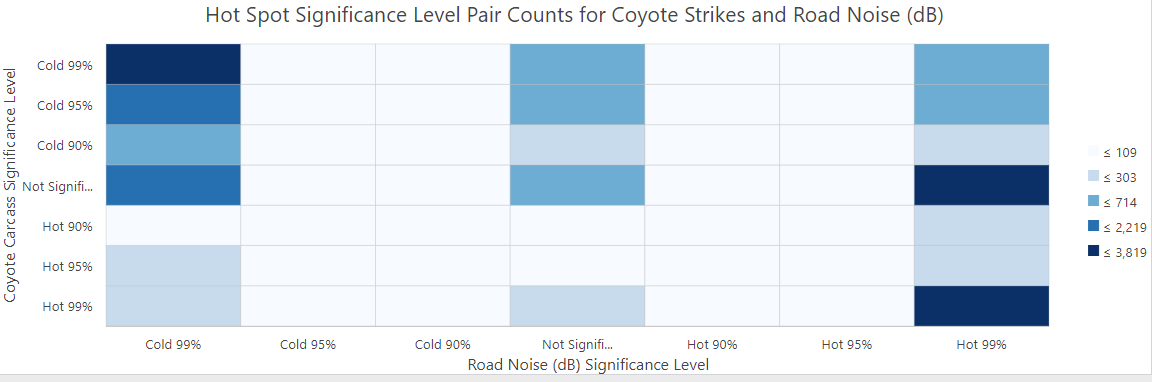 Hot Spot Significance Level Pair Counts for Coyote Strikes and Road Noise (dB)
Coyote Carcass Significance Level
Cold 99%
Cold 95%
Cold 90%
Not Signifi...
Hot 90%
Hot 95%
Hot 99%
Cold 99%
Cold 95%
Cold 90%
Not Signifi...
Hot 90%
Hot 95%
Hot 99%
Road Noise (dB) Significance Level
≤ 109
≤ 303
≤ 714
≤ 2,219
≤ 3,819